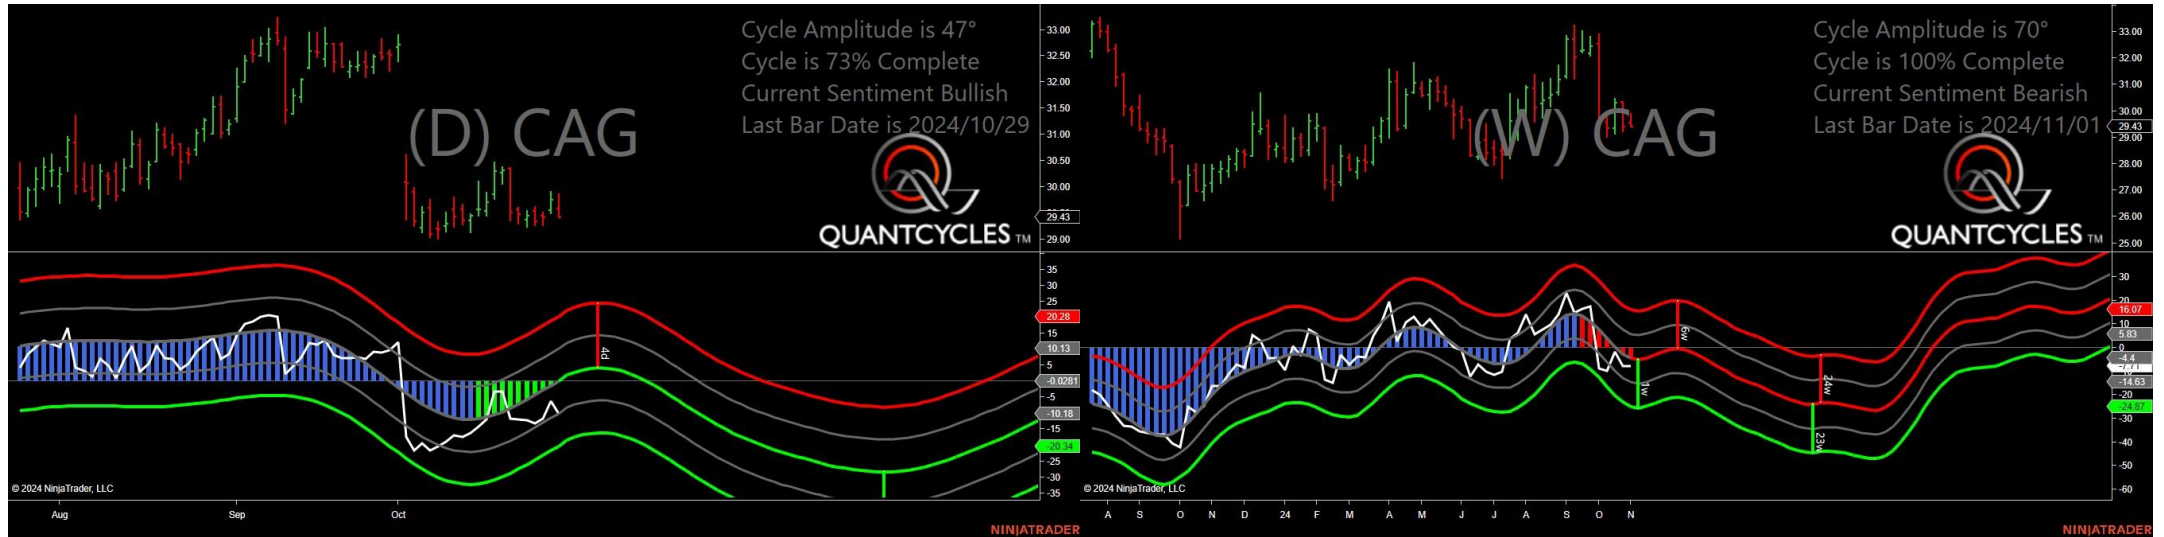 Cycle Amplitude is 47°
Cycle is 73% Complete
Current Sentiment Bullish
Last Bar Date is 2024/10/29
(D) CAG
QUANTCYCLES TM
33.00
32.50
32.00
31.50
31.00
30.50
30.00
29.43
29.00
35
30
25
20.28
15
10.13
5
-0.0281
-5
-10.18
-15
-20.34
-25
-30
-35
4d
© 2024 NinjaTrader, LLC
Aug Sep Oct
NINJATRADER
Cycle Amplitude is 70°
Cycle is 100% Complete
Current Sentiment Bearish
Last Bar Date is 2024/11/01
(W) CAG
QUANTCYCLES TM
33.00
32.00
31.00
30.00
29.43
29.00
28.00
27.00
26.00
25.00
30
20
16.07
10
5.83
0
-4.4
-7.71
-14.63
-20
-24.87
-30
-40
-50
-60
6w
1w
24w
23w
© 2024 NinjaTrader, LLC
A S O N D 24 F M A M J J A S O N
NINJATRADER